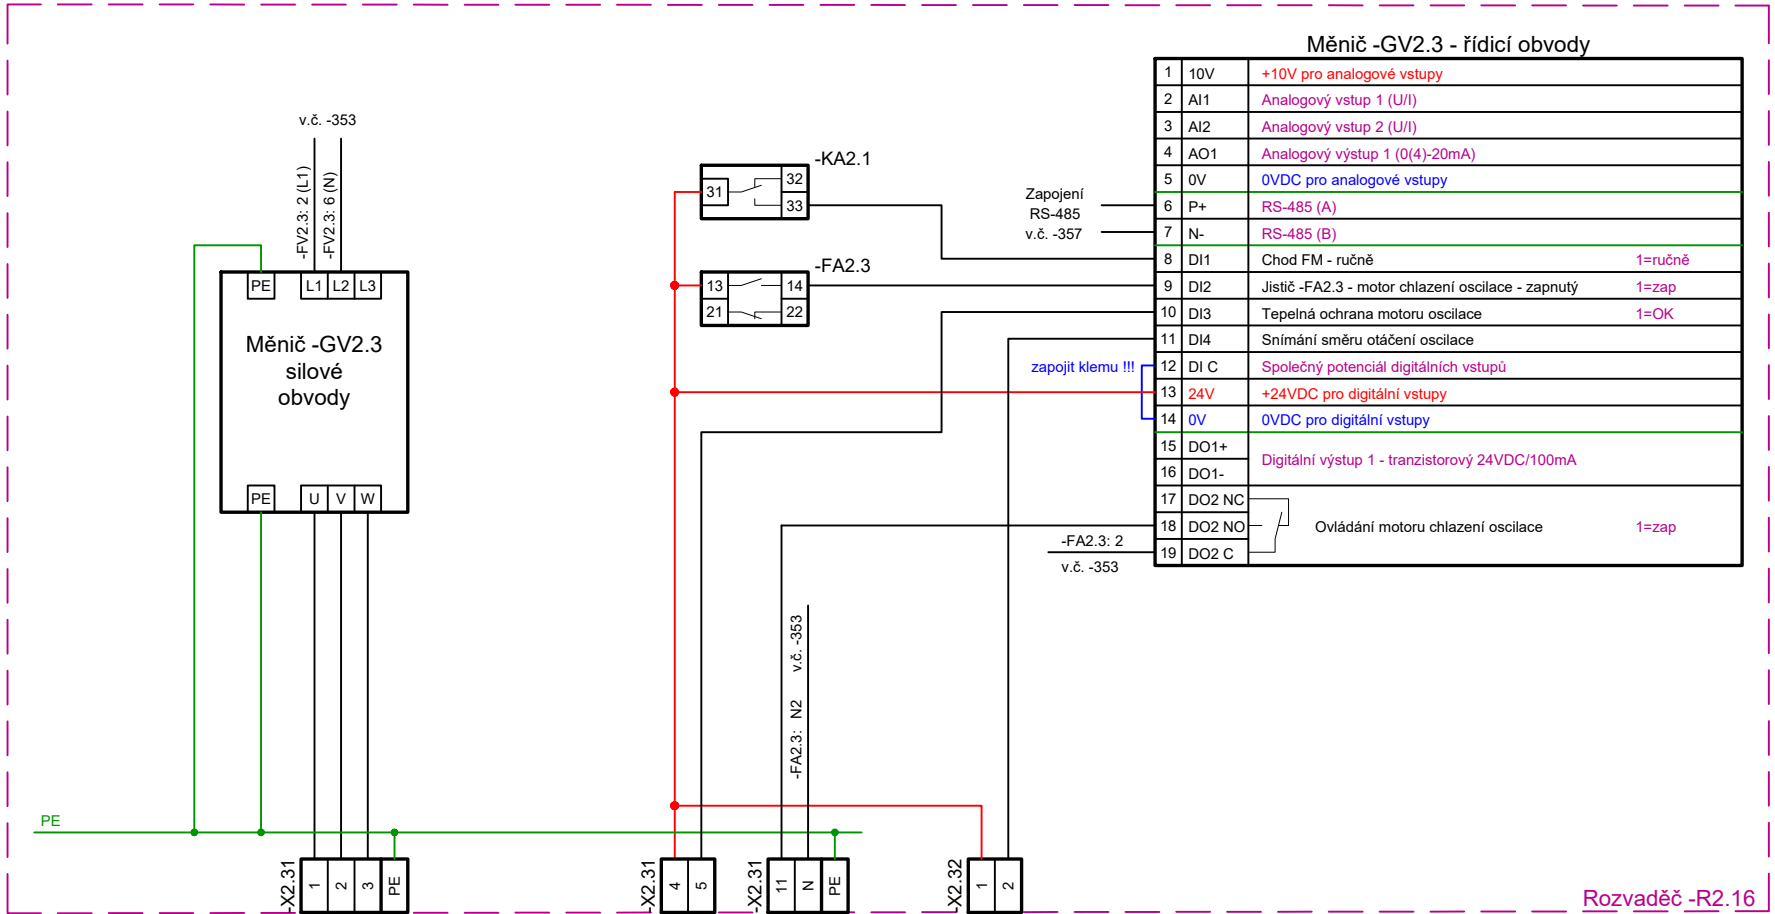 Měnič -GV2.3 - řídicí obvody
1 10V +10V pro analogové vstupy
2 AI1 Analogový vstup 1 (U/I)
3 AI2 Analogový vstup 2 (U/I)
4 AO1 Analogový výstup 1 (0(4)-20mA)
5 0V 0VDC pro analogové vstupy
6 P+ RS-485 (A)
7 N- RS-485 (B)
8 DI1 Chod FM - ručně 1=ručně
9 DI2 Jistič -FA2.3 - motor chlazení oscilace - zapnutý 1=zap
10 DI3 Tepelná ochrana motoru oscilace 1=OK
11 DI4 Snímání směru otáčení oscilace
12 DI C Společný potenciál digitálních vstupů
13 24V +24VDC pro digitální vstupy
14 0V 0VDC pro digitální vstupy
15 DO1+
Digitální výstup 1 - tranzistorový 24VDC/100mA
16 DO1-
17 DO2 NC
18 DO2 NO Ovládání motoru chlazení oscilace 1=zap
19 DO2 C
v.č. -353
-FV2.3: 2 (L1)
-FV2.3: 6 (N)
PE L1 L2 L3
Měnič -GV2.3
silové
obvody
PE U V W
-KA2.1
31 32
33
-FA2.3
13 14
21 22
Zapojení
RS-485
v.č. -357
zapojit klemu !!!
-FA2.3: 2
v.č. -353
-FA2.3: N2 v.č. -353
PE
-X2.31
1 2 3 PE
-X2.31
4 5
-X2.31
11 N PE
-X2.32
1 2
Rozvaděč -R2.16